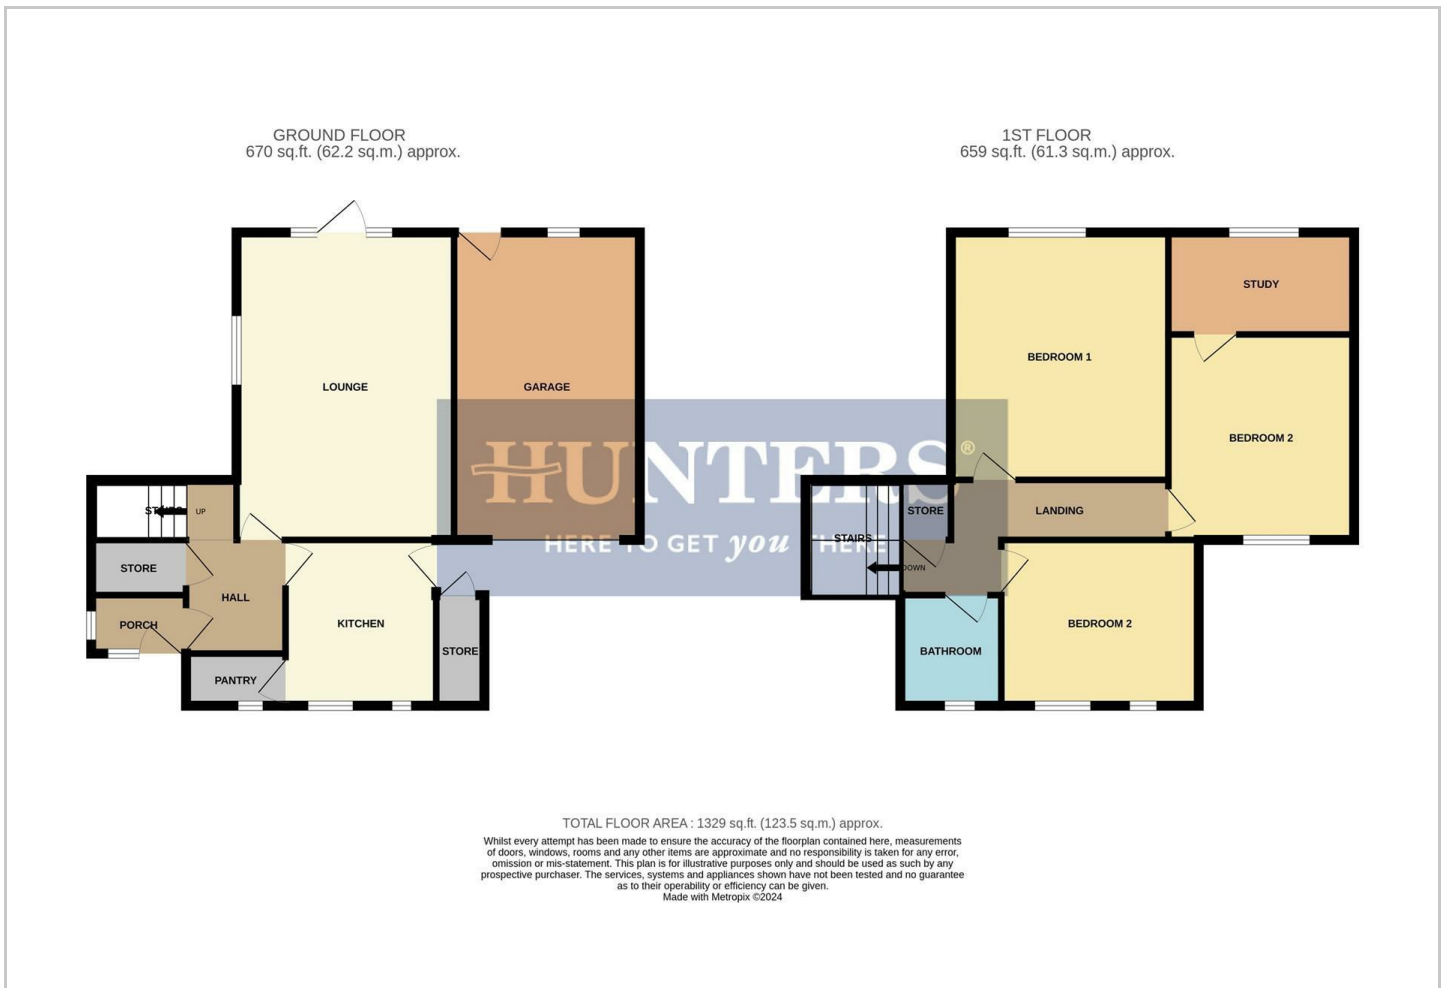 GROUND FLOOR
670 sq.ft. (62.2 sq.m.) approx.
1ST FLOOR
659 sq.ft. (61.3 sq.m.) approx.
LOUNGE
GARAGE
STAIRS
UP
STORE
HALL
PORCH
KITCHEN
PANTRY
STORE
STUDY
BEDROOM 1
BEDROOM 2
STORE
LANDING
STAIRS
DOWN
BATHROOM
BEDROOM 2
HUNTERS®
HERE TO GET you THERE
TOTAL FLOOR AREA : 1329 sq.ft. (123.5 sq.m.) approx.
Whilst every attempt has been made to ensure the accuracy of the floorplan contained here, measurements
of doors, windows, rooms and any other items are approximate and no responsibility is taken for any error,
omission or mis-statement. This plan is for illustrative purposes only and should be used as such by any
prospective purchaser. The services, systems and appliances shown have not been tested and no guarantee
as to their operability or efficiency can be given.
Made with Metropix ©2024